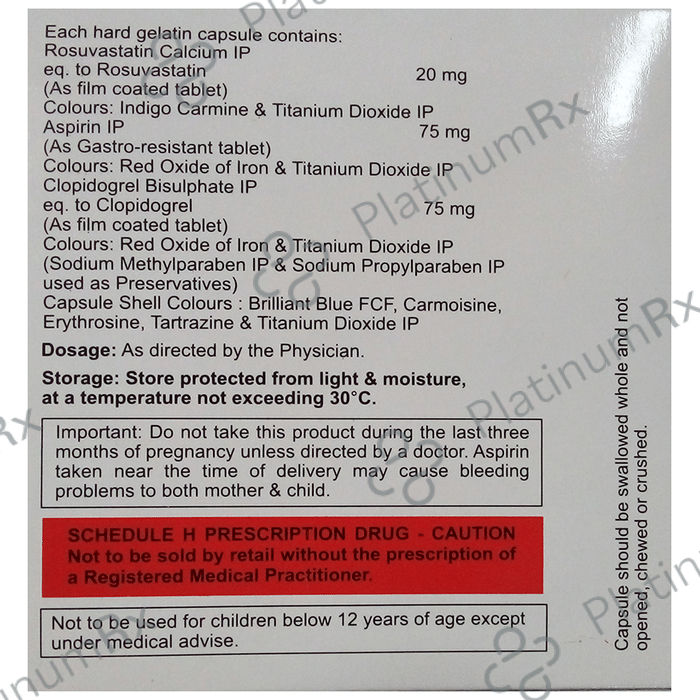 Each hard gelatin capsule contains:
Rosuvastatin Calcium IP
eq. to Rosuvastatin 20 mg
(As film coated tablet)
Colours: Indigo Carmine & Titanium Dioxide IP
Aspirin IP 75 mg
(As Gastro-resistant tablet)
Colours: Red Oxide of Iron & Titanium Dioxide IP
Clopidogrel Bisulphate IP
eq. to Clopidogrel 75 mg
(As film coated tablet)
Colours: Red Oxide of Iron & Titanium Dioxide IP
(Sodium Methylparaben IP & Sodium Propylparaben IP
used as Preservatives)
Capsule Shell Colours : Brilliant Blue FCF, Carmoisine,
Erythrosine, Tartrazine & Titanium Dioxide IP
Dosage: As directed by the Physician.
Storage: Store protected from light & moisture,
at a temperature not exceeding 30°C.
Important: Do not take this product during the last three
months of pregnancy unless directed by a doctor. Aspirin
taken near the time of delivery may cause bleeding
problems to both mother & child.
SCHEDULE H PRESCRIPTION DRUG - CAUTION
Not to be sold by retail without the prescription of
a Registered Medical Practitioner.
Not to be used for children below 12 years of age except
under medical advise.
Capsule should be swallowed whole and not
opened, chewed or crushed.
PlatinumRx
PlatinumRx
PlatinumRx
PlatinumRx